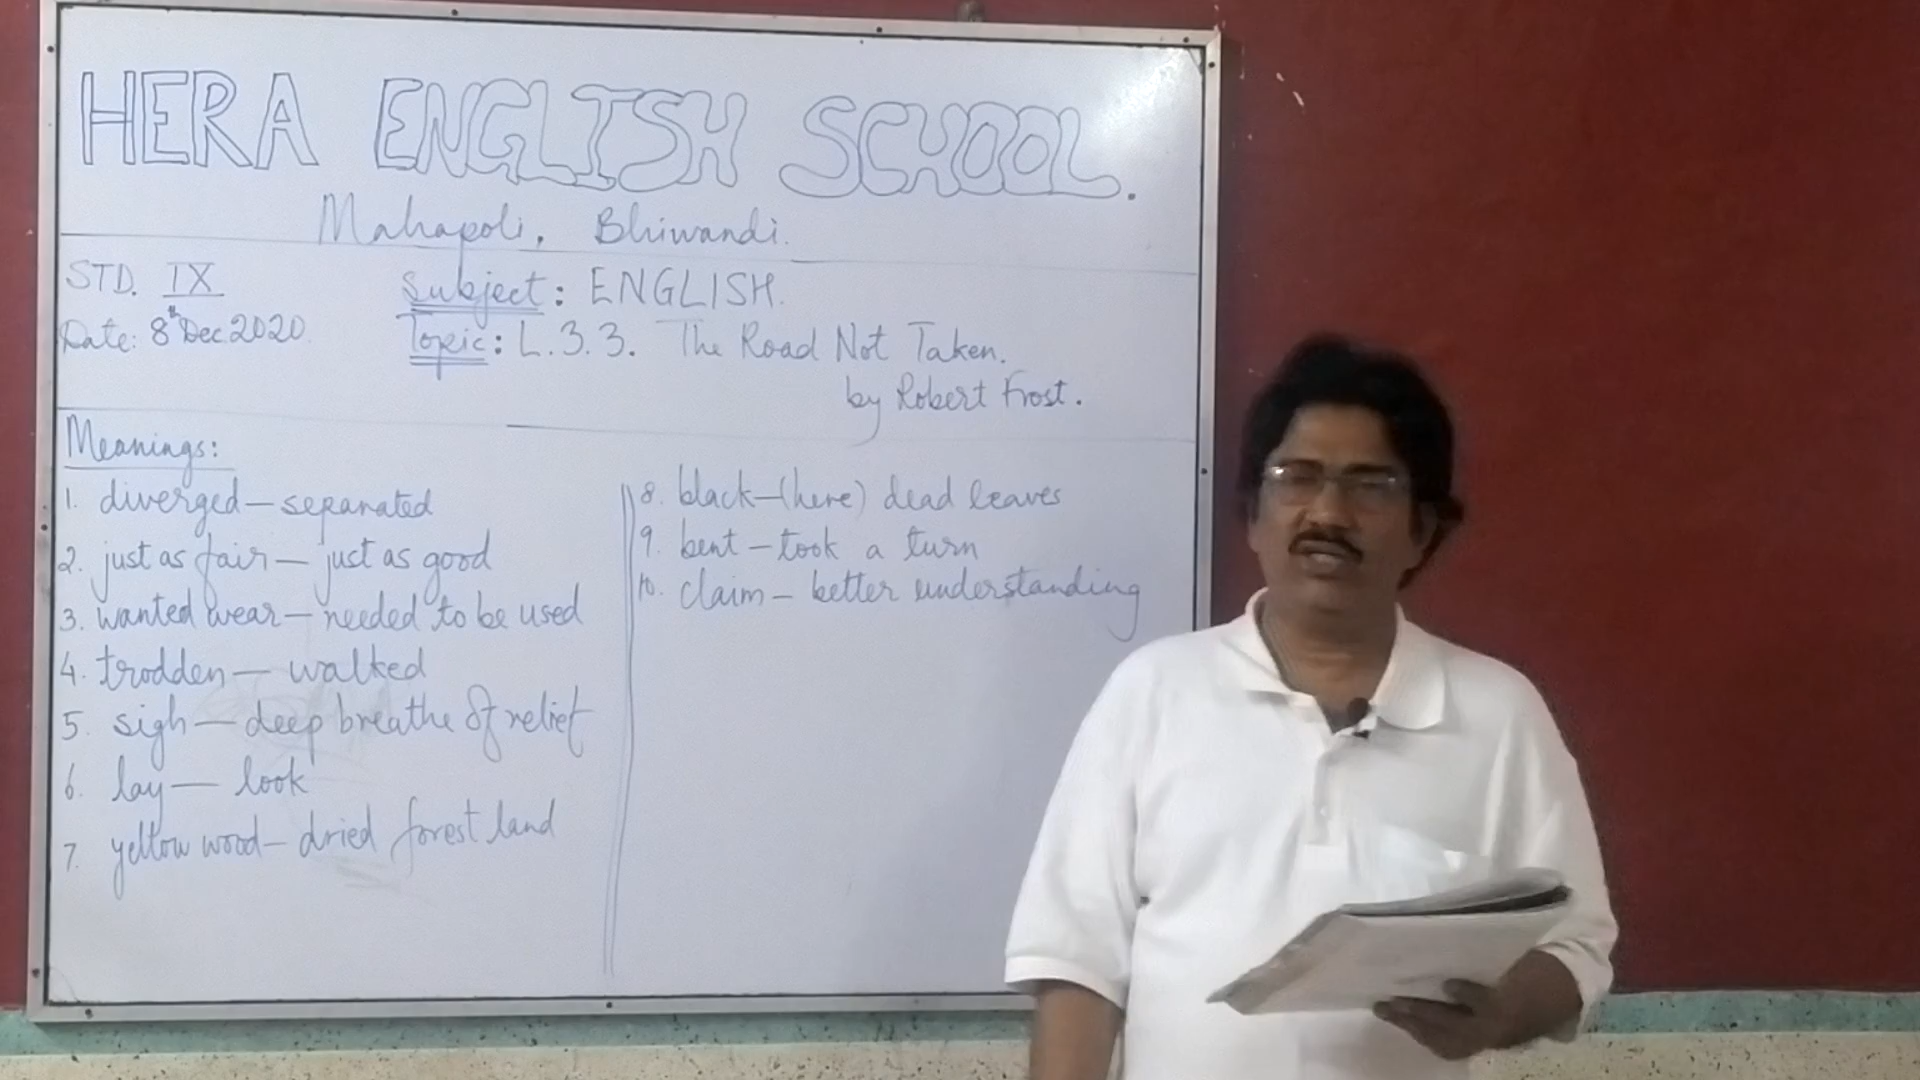 HERA ENGLISH SCHOOL.
Mahapoli, Bhiwandi.
STD. IX
Date: 8th Dec 2020
Subject: ENGLISH.
Topic: L.3.3. The Road Not Taken.
by Robert Frost.
Meanings:
1. diverged – separated
2. just as fair – just as good
3. wanted wear – needed to be used
4. trodden – walked
5. sigh – deep breathe of relief
6. lay – look
7. yellow wood – dried forest land
8. black – (here) dead leaves
9. bent – took a turn
10. claim – better understanding